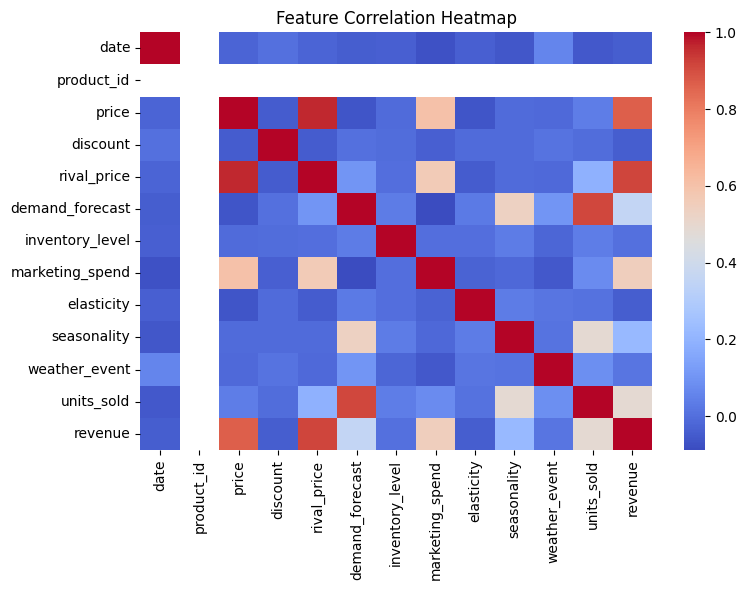 Feature Correlation Heatmap
date
product_id
price
discount
rival_price
demand_forecast
inventory_level
marketing_spend
elasticity
seasonality
weather_event
units_sold
revenue
date
product_id
price
discount
rival_price
demand_forecast
inventory_level
marketing_spend
elasticity
seasonality
weather_event
units_sold
revenue
1.0
0.8
0.6
0.4
0.2
0.0